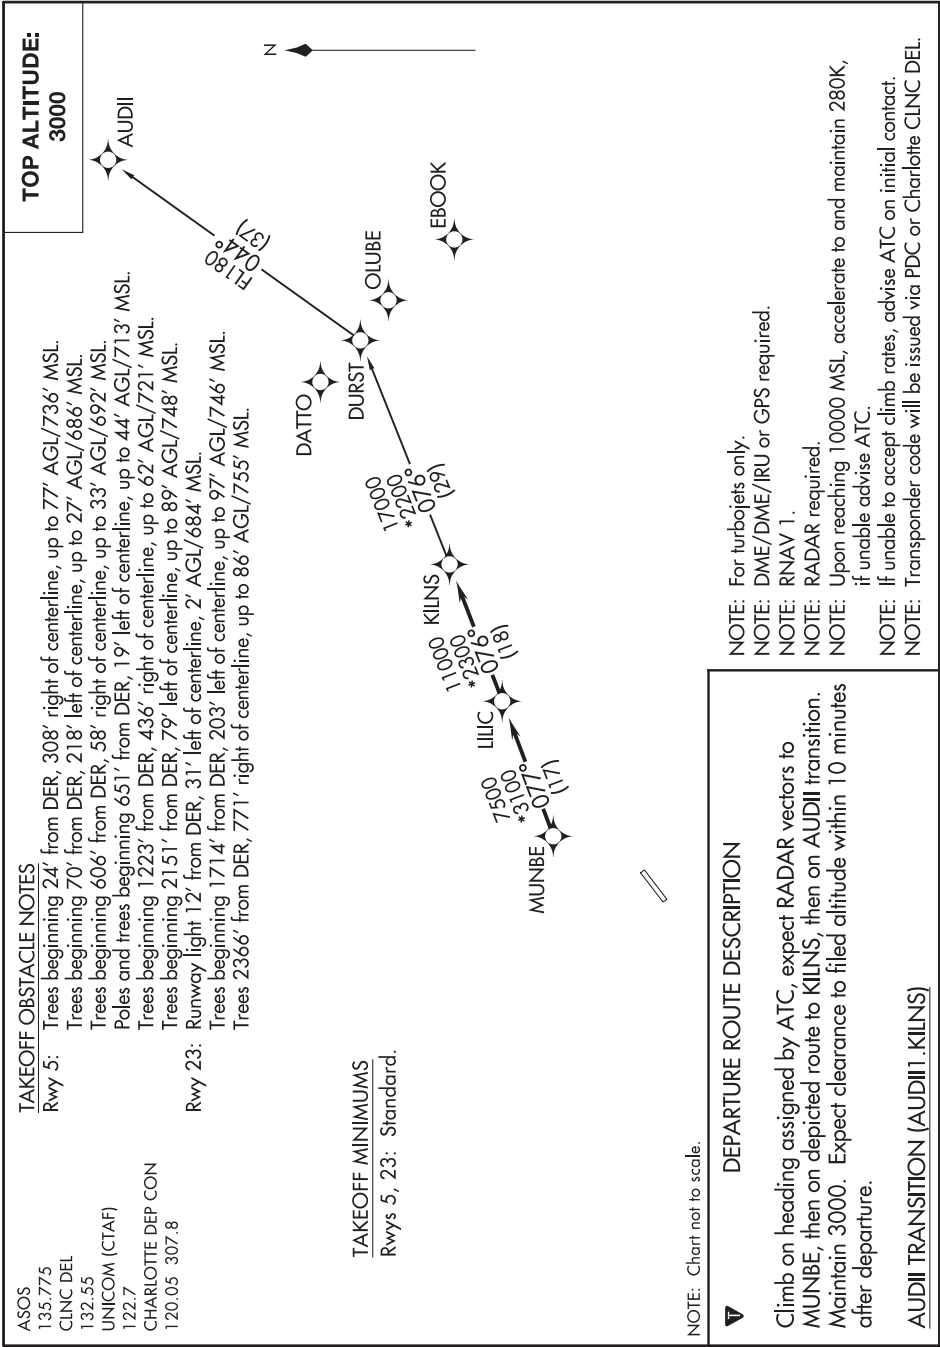 ASOS
135.775
CLNC DEL
132.55
UNICOM (CTAF)
122.7
CHARLOTTE DEP CON
120.05 307.8
TAKEOFF OBSTACLE NOTES
Rwy 5: Trees beginning 24' from DER, 308' right of centerline, up to 77' AGL/736' MSL.
Trees beginning 70' from DER, 218' left of centerline, up to 27' AGL/686' MSL.
Trees beginning 606' from DER, 58' right of centerline, up to 33' AGL/692' MSL.
Poles and trees beginning 651' from DER, 19' left of centerline, up to 44' AGL/713' MSL.
Trees beginning 1223' from DER, 436' right of centerline, up to 62' AGL/721' MSL.
Trees beginning 2151' from DER, 79' left of centerline, up to 89' AGL/748' MSL.
Rwy 23: Runway light 12' from DER, 31' left of centerline, 2' AGL/684' MSL.
Trees beginning 1714' from DER, 203' left of centerline, up to 97' AGL/746' MSL.
Trees 2366' from DER, 771' right of centerline, up to 86' AGL/755' MSL.
TOP ALTITUDE:
3000
AUDII
N
FL180
044°
(37)
EBOOK
OLUBE
DURST
DATTO
17000
*2200
076°
(29)
KILNS
11000
*2300
076°
(18)
LILIC
7500
*3100
077°
(17)
MUNBE
TAKEOFF MINIMUMS
Rwys 5, 23: Standard.
NOTE: Chart not to scale.
NOTE: For turbojets only.
NOTE: DME/DME/IRU or GPS required.
NOTE: RNAV 1.
NOTE: RADAR required.
NOTE: Upon reaching 10000 MSL, accelerate to and maintain 280K,
if unable advise ATC.
NOTE: If unable to accept climb rates, advise ATC on initial contact.
NOTE: Transponder code will be issued via PDC or Charlotte CLNC DEL.
T
DEPARTURE ROUTE DESCRIPTION
Climb on heading assigned by ATC, expect RADAR vectors to
MUNBE, then on depicted route to KILNS, then on AUDII transition.
Maintain 3000. Expect clearance to filed altitude within 10 minutes
after departure.
AUDII TRANSITION (AUDII1.KILNS)